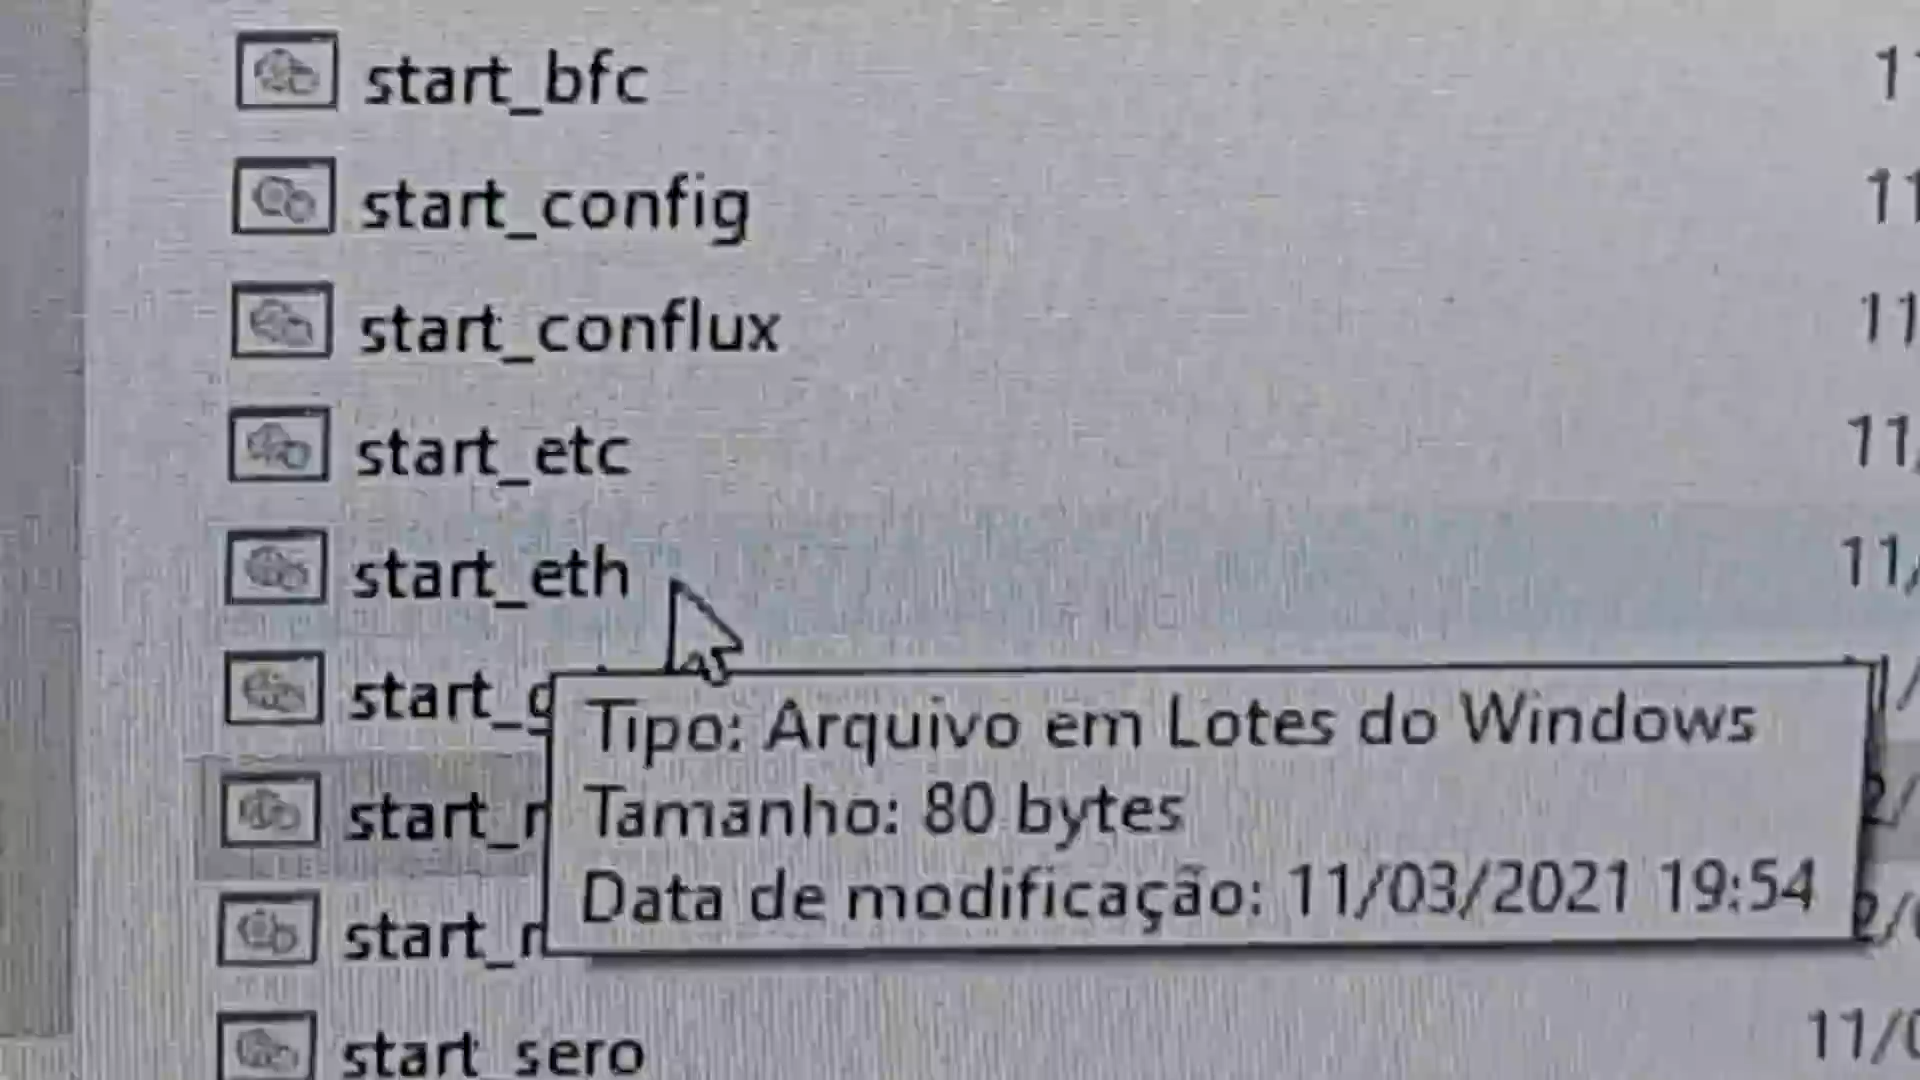 start_bfc
start_config
start_conflux
start_etc
start_eth
Tipo: Arquivo em Lotes do Windows
Tamanho: 80 bytes
Data de modificação: 11/03/2021 19:54
start_sero